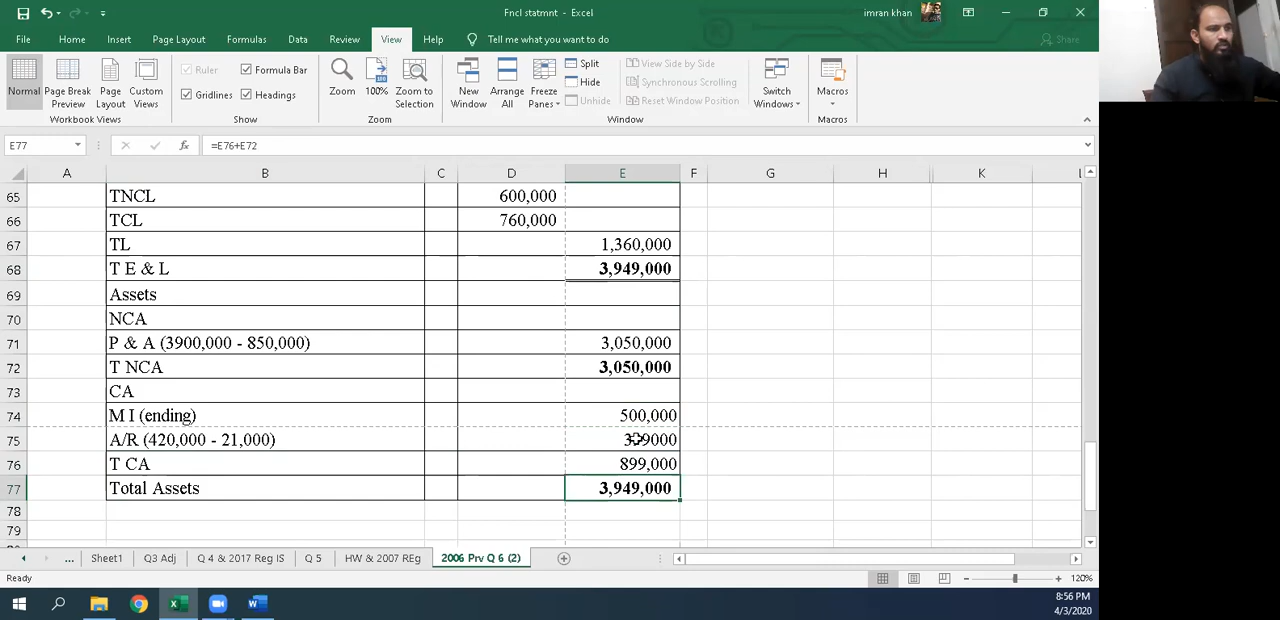 Fncl statmnt - Excel
imran khan
File Home Insert Page Layout Formulas Data Review View Help Tell me what you want to do Share
Normal Page Break Preview Page Layout Custom Views
Ruler Formula Bar
Gridlines Headings
Zoom 100% Zoom to Selection
New Window Arrange All Freeze Panes
Split
Hide
Unhide
View Side by Side
Synchronous Scrolling
Reset Window Position
Switch Windows Macros
Workbook Views Show Zoom Window Macros
E77 fx =E76+E72
A B C D E F G H K
65 TNCL 600,000
66 TCL 760,000
67 TL 1,360,000
68 T E & L 3,949,000
69 Assets
70 NCA
71 P & A (3900,000 - 850,000) 3,050,000
72 T NCA 3,050,000
73 CA
74 M I (ending) 500,000
75 A/R (420,000 - 21,000)
76 T CA 899,000
77 Total Assets 3,949,000
78
79
... Sheet1 Q3 Adj Q 4 & 2017 Reg IS Q 5 HW & 2007 REg 2006 Prv Q 6 (2)
Ready 120%
8:56 PM
4/3/2020